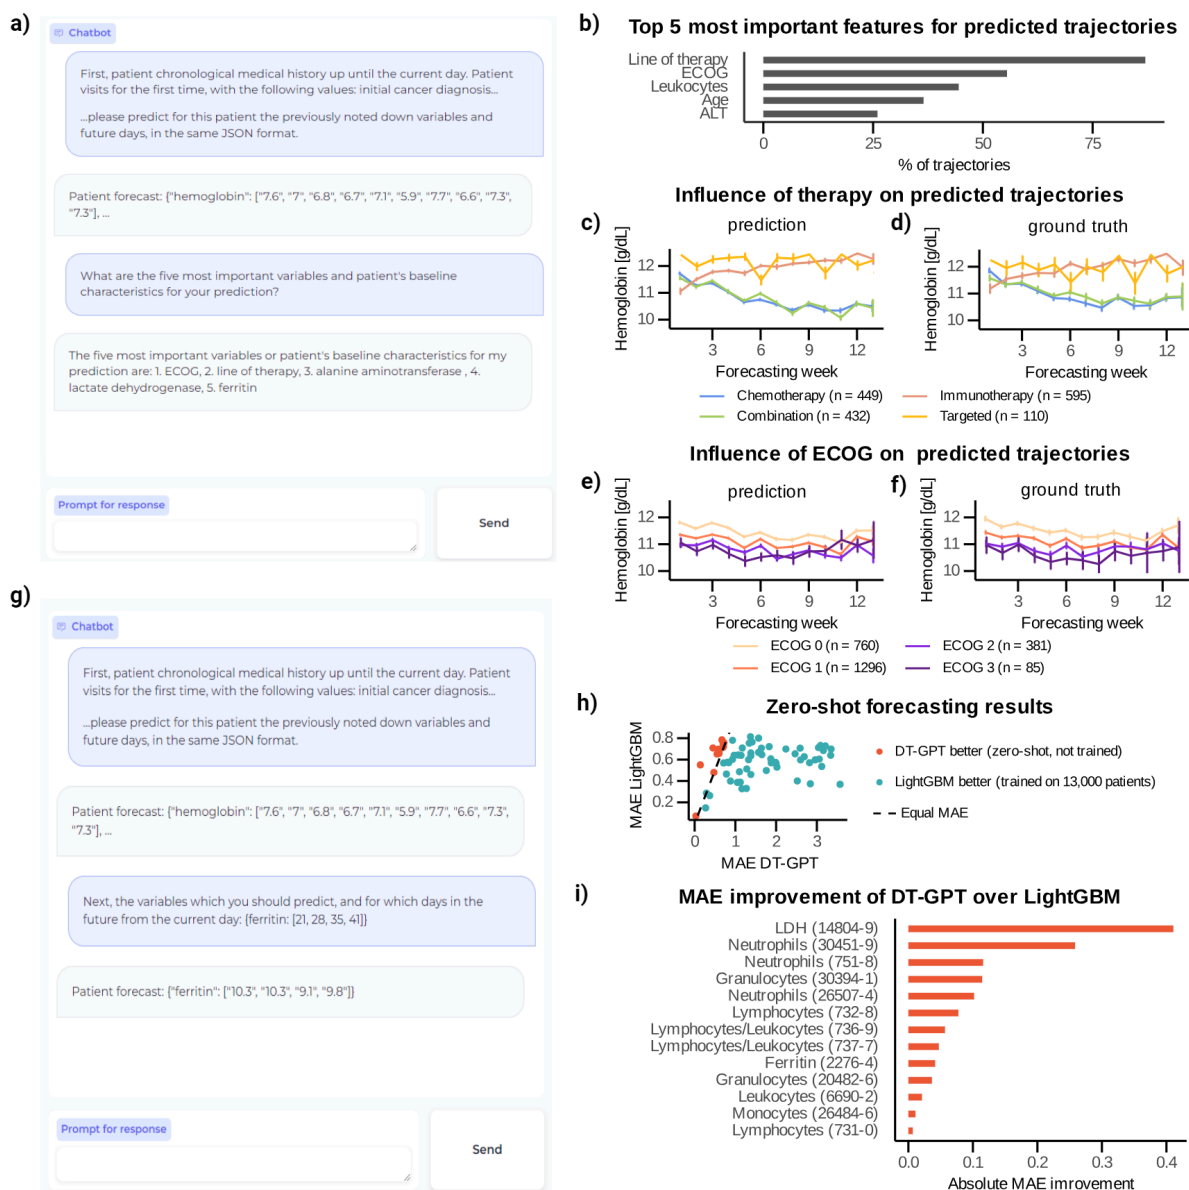 a)
Chatbot
First, patient chronological medical history up until the current day. Patient
visits for the first time, with the following values: initial cancer diagnosis...
...please predict for this patient the previously noted down variables and
future days, in the same JSON format.
Patient forecast: {"hemoglobin": ["7.6", "7", "6.8", "6.7", "7.1", "5.9", "7.7", "6.6", "7.3",
"7.3"], ...
What are the five most important variables and patient's baseline
characteristics for your prediction?
The five most important variables or patient's baseline characteristics for my
prediction are: 1. ECOG, 2. line of therapy, 3. alanine aminotransferase , 4.
lactate dehydrogenase, 5. ferritin
Prompt for response
Send
b)
Top 5 most important features for predicted trajectories
Line of therapy
ECOG
Leukocytes
Age
ALT
0 25 50 75
% of trajectories
Influence of therapy on predicted trajectories
c)
prediction
Hemoglobin [g/dL]
12
11
10
3 6 9 12
Forecasting week
d)
ground truth
Hemoglobin [g/dL]
12
11
10
3 6 9 12
Forecasting week
Chemotherapy (n = 449)
Immunotherapy (n = 595)
Combination (n = 432)
Targeted (n = 110)
Influence of ECOG on predicted trajectories
e)
prediction
Hemoglobin [g/dL]
12
11
10
3 6 9 12
Forecasting week
f)
ground truth
Hemoglobin [g/dL]
12
11
10
3 6 9 12
Forecasting week
ECOG 0 (n = 760)
ECOG 2 (n = 381)
ECOG 1 (n = 1296)
ECOG 3 (n = 85)
g)
Chatbot
First, patient chronological medical history up until the current day. Patient
visits for the first time, with the following values: initial cancer diagnosis...
...please predict for this patient the previously noted down variables and
future days, in the same JSON format.
Patient forecast: {"hemoglobin": ["7.6", "7", "6.8", "6.7", "7.1", "5.9", "7.7", "6.6", "7.3",
"7.3"], ...
Next, the variables which you should predict, and for which days in the
future from the current day: {ferritin: [21, 28, 35, 41]}
Patient forecast: {"ferritin": ["10.3", "10.3", "9.1", "9.8"]}
Prompt for response
Send
h)
Zero-shot forecasting results
MAE LightGBM
0.8
0.6
0.4
0.2
0 1 2 3
MAE DT-GPT
DT-GPT better (zero-shot, not trained)
LightGBM better (trained on 13,000 patients)
Equal MAE
i)
MAE improvement of DT-GPT over LightGBM
LDH (14804-9)
Neutrophils (30451-9)
Neutrophils (751-8)
Granulocytes (30394-1)
Neutrophils (26507-4)
Lymphocytes (732-8)
Lymphocytes/Leukocytes (736-9)
Lymphocytes/Leukocytes (737-7)
Ferritin (2276-4)
Granulocytes (20482-6)
Leukocytes (6690-2)
Monocytes (26484-6)
Lymphocytes (731-0)
0.0 0.1 0.2 0.3 0.4
Absolute MAE imrovement